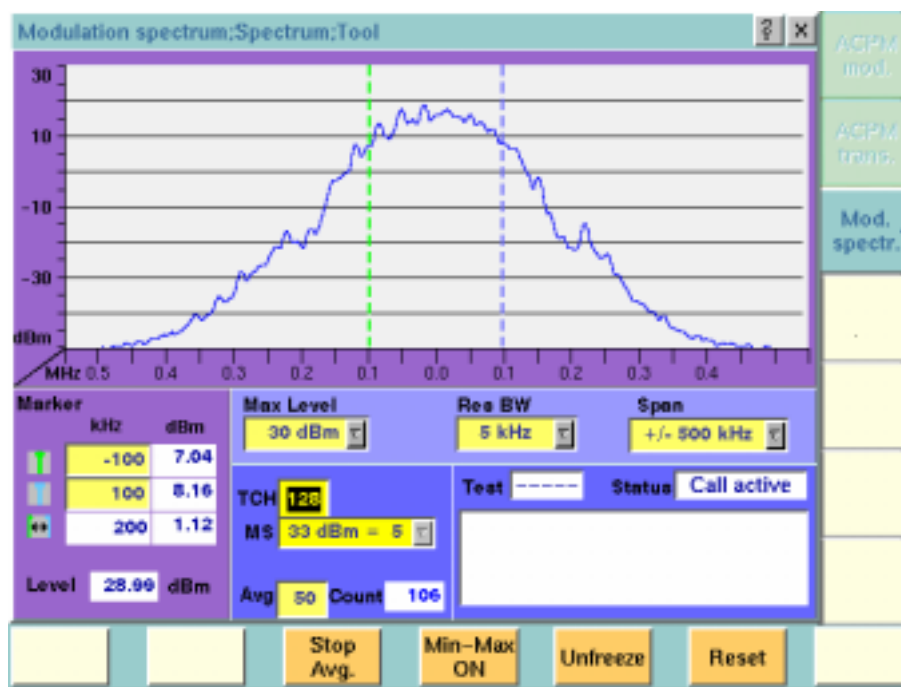 Modulation spectrum;Spectrum;Tool
? ×
ACPM mod.
ACPM trans.
Mod. spectr.
30
10
-10
-30
dBm
MHz 0.5 0.4 0.3 0.2 0.1 0.0 0.1 0.2 0.3 0.4
Marker
kHz dBm
-100 7.04
100 8.16
200 1.12
Level 28.99 dBm
Max Level
30 dBm
Res BW
5 kHz
Span
+/- 500 kHz
TCH 128
MS 33 dBm = 5
Avg 50 Count 106
Test ----- Status Call active
Stop Avg.
Min-Max ON
Unfreeze
Reset